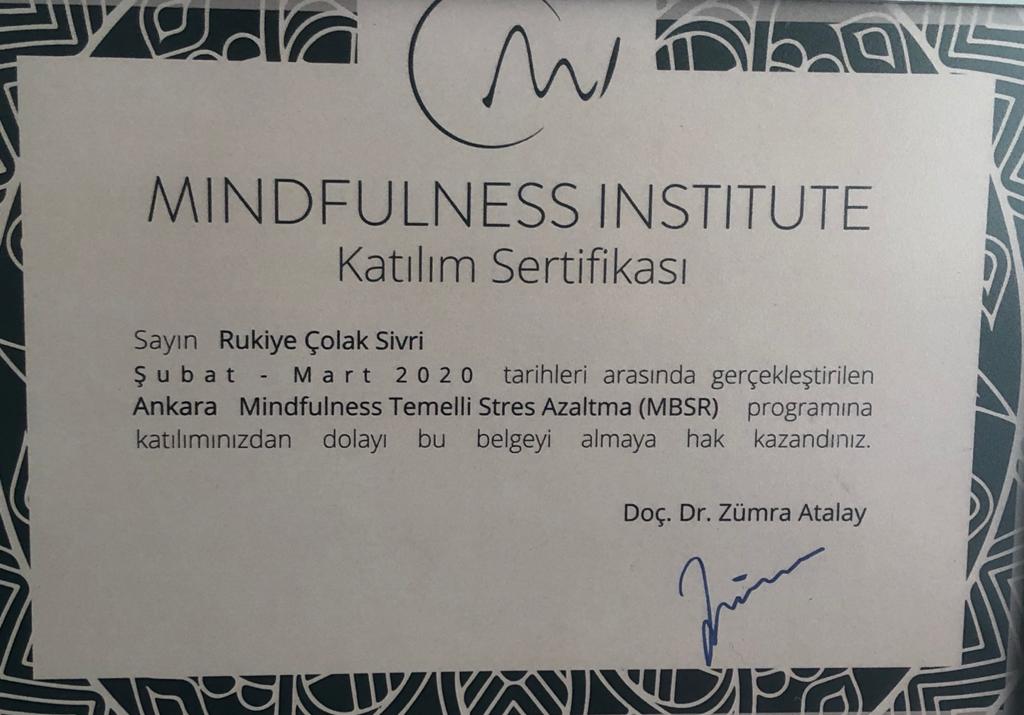 MINDFULNESS INSTITUTE
Katılım Sertifikası
Sayın Rukiye Çolak Sivri
Şubat - Mart 2020 tarihleri arasında gerçekleştirilen
Ankara Mindfulness Temelli Stres Azaltma (MBSR) programına
katılımınızdan dolayı bu belgeyi almaya hak kazandınız.
Doç. Dr. Zümra Atalay